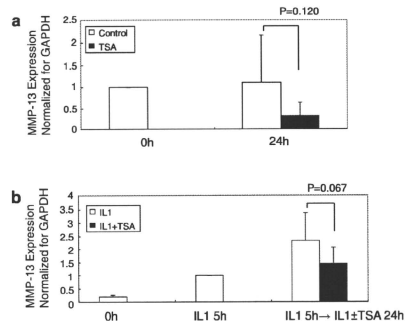 a
P=0.120
MMP-13 Expression
Normalized for GAPDH
2.5
2
1.5
1
0.5
0
Control
TSA
0h
24h
b
P=0.067
MMP-13 Expression
Normalized for GAPDH
4
3.5
3
2.5
2
1.5
1
0.5
0
IL1
IL1+TSA
0h
IL1 5h
IL1 5h→ IL1±TSA 24h